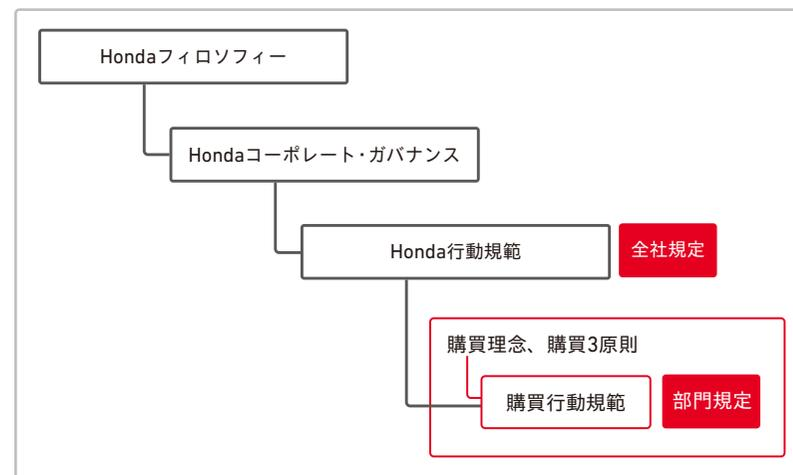 Hondaフィロソフィー
Hondaコーポレート・ガバナンス
Honda行動規範
全社規定
購買理念、購買3原則
購買行動規範
部門規定